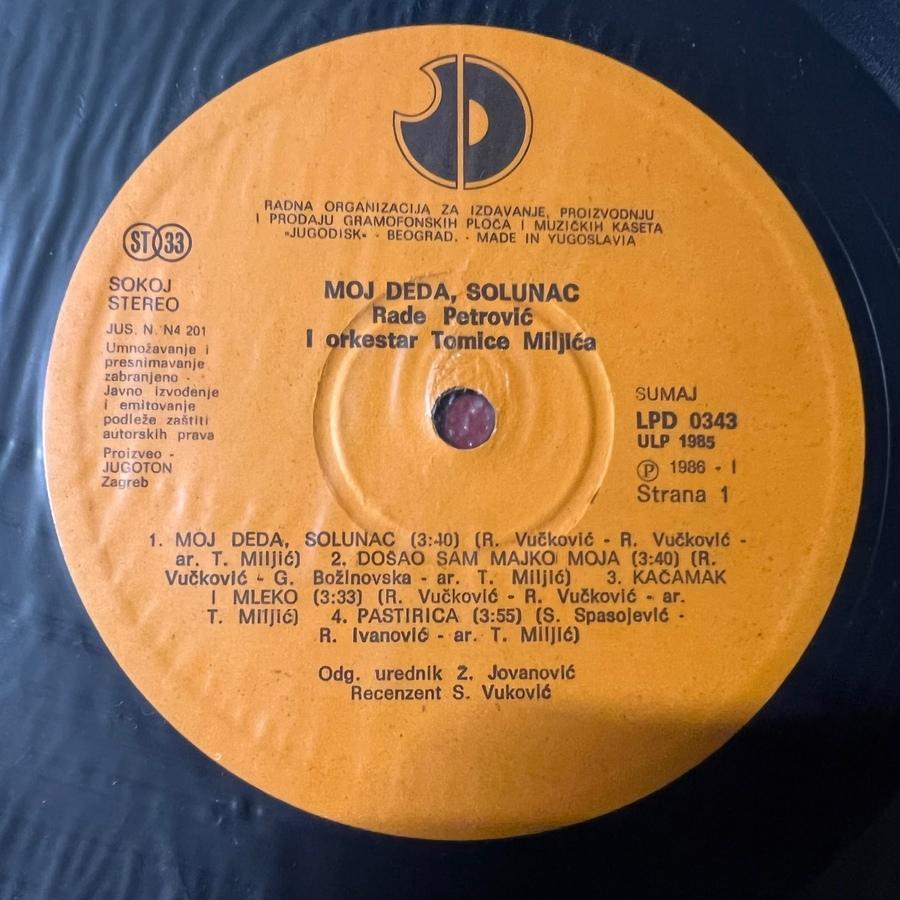 RADNA ORGANIZACIJA ZA IZDAVANJE, PROIZVODNJU
I PRODAJU GRAMOFONSKIH PLOČA I MUZIČKIH KASETA
»JUGODISK« - BEOGRAD. - MADE IN YUGOSLAVIA
ST 33
SOKOJ
STEREO
JUS. N. N4 201
Umnožavanje i
presnimavanje
zabranjeno -
Javno izvođenje
i emitovanje
podleže zaštiti
autorskih prava
Proizveo -
JUGOTON
Zagreb
MOJ DEDA, SOLUNAC
Rade Petrović
I orkestar Tomice Miljića
SUMAJ
LPD 0343
ULP 1985
Ⓟ 1986 - I
Strana 1
1. MOJ DEDA, SOLUNAC (3:40) (R. Vučković - R. Vučković -
ar. T. Miljić) 2. DOŠAO SAM MAJKO MOJA (3:40) (R.
Vučković - G. Božinovska - ar. T. Miljić) 3. KAČAMAK
I MLEKO (3:33) (R. Vučković - R. Vučković - ar.
T. Miljić) 4. PASTIRICA (3:55) (S. Spasojević -
R. Ivanović - ar. T. Miljić)
Odg. urednik Ž. Jovanović
Recenzent S. Vuković